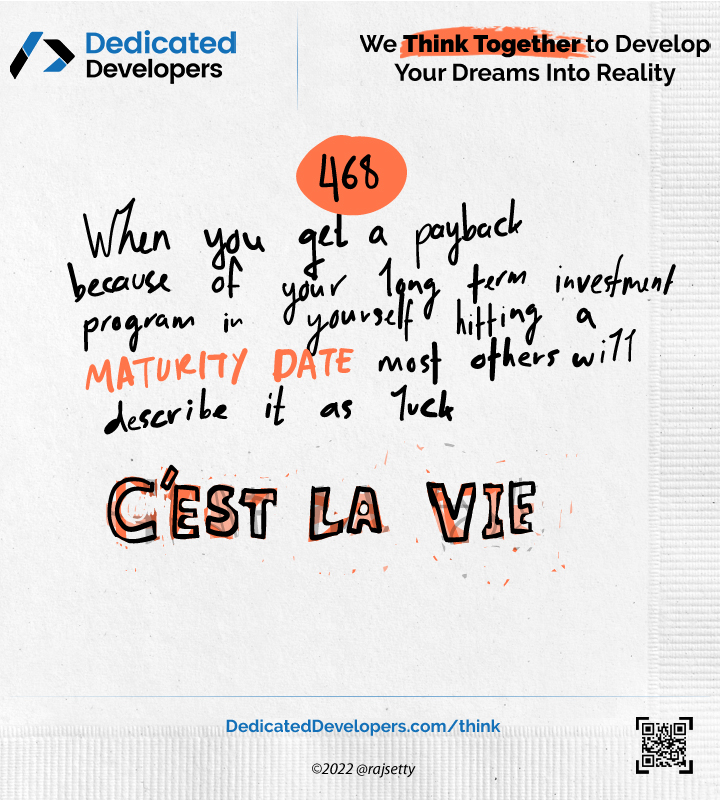 Dedicated
Developers
We Think Together to Develop
Your Dreams Into Reality
468
When you get a payback
because of your long term investment
program in yourself hitting a
MATURITY DATE most others will
describe it as luck
C'EST LA VIE
DedicatedDevelopers.com/think
©2022 @rajsetty